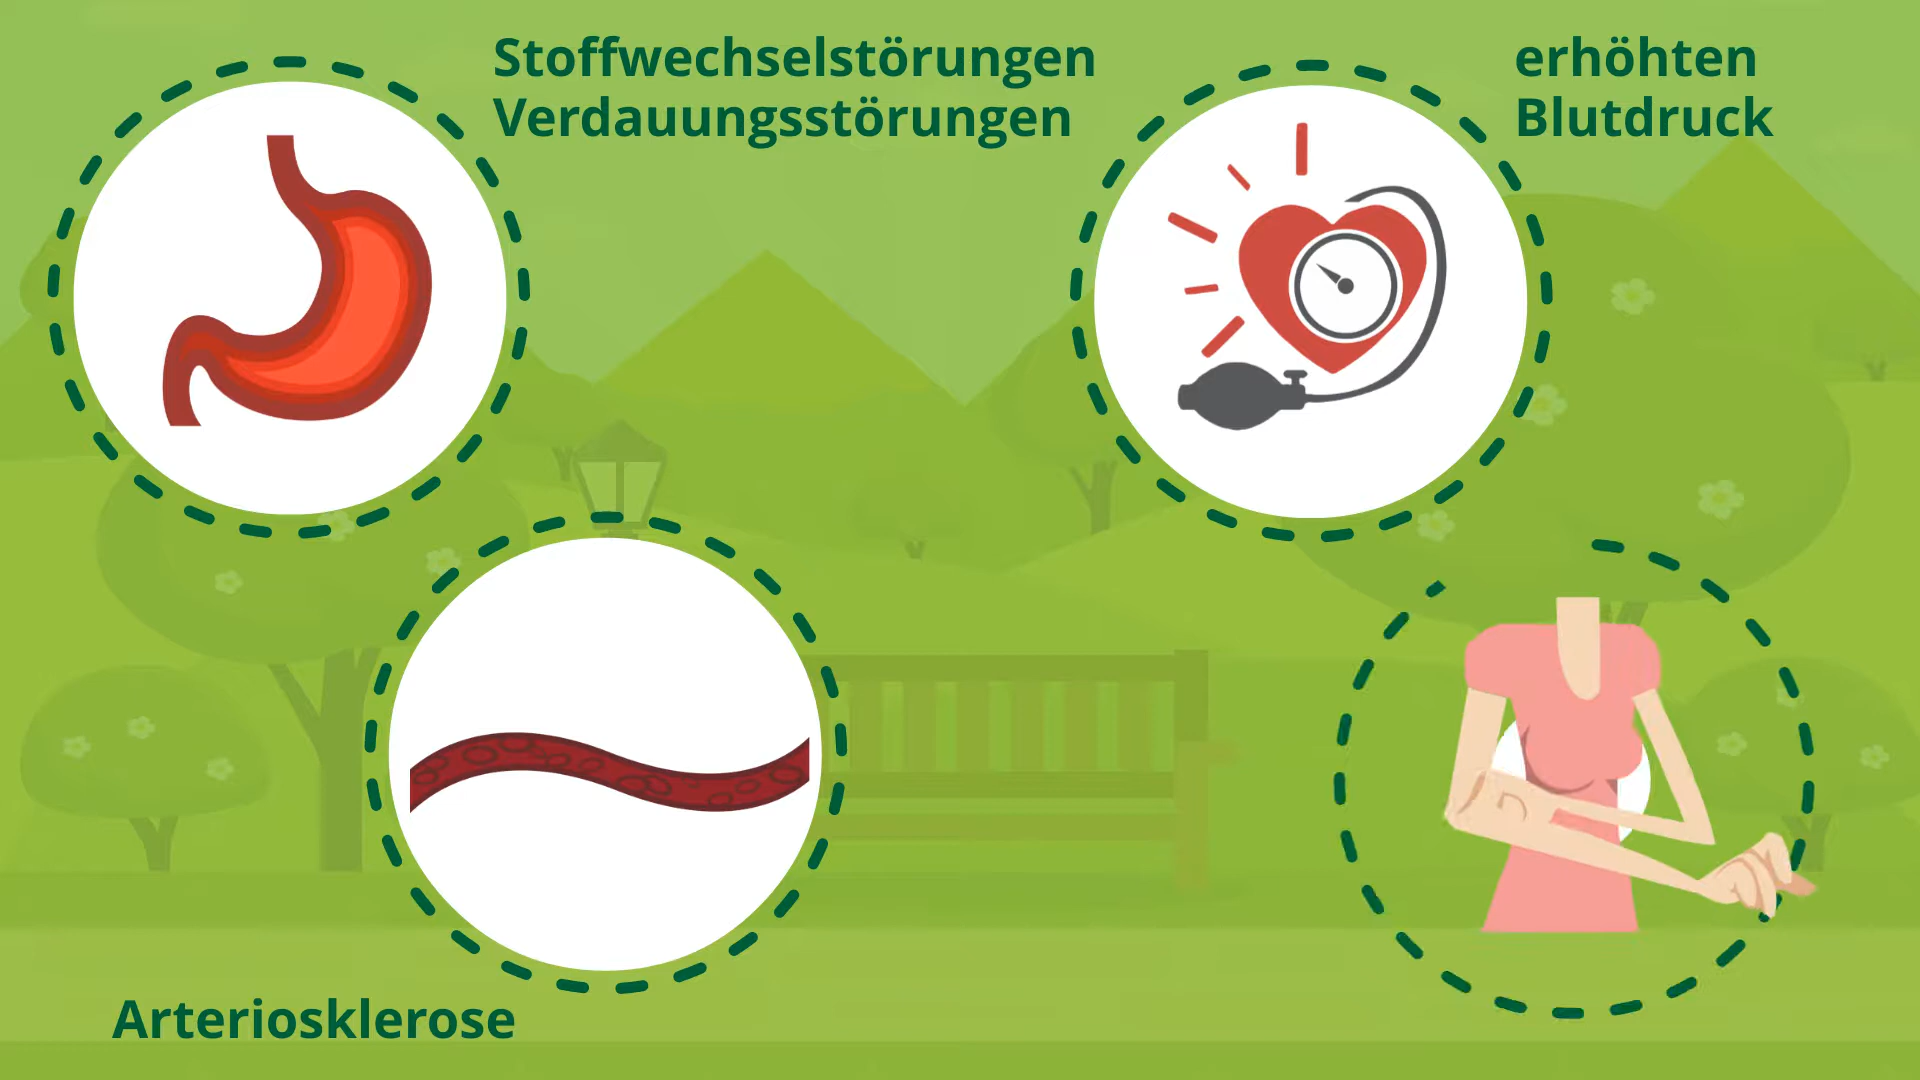 Stoffwechselstörungen
Verdauungsstörungen
erhöhten
Blutdruck
Arteriosklerose